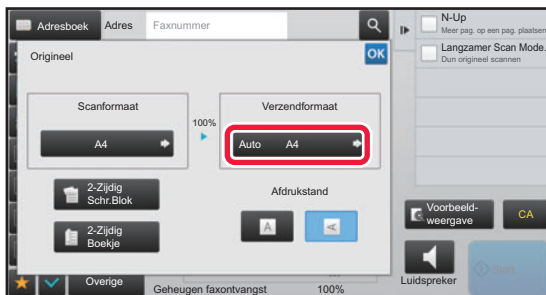 Adresboek
Adres
Faxnummer
N-Up
Meer pag. op een pag. plaatsen
Origineel
OK
Langzamer Scan Mode.
Dun origineel scannen
Scanformaat
100%
Verzendformaat
A4
Auto A4
2-Zijdig
Schr.Blok
Afdrukstand
2-Zijdig
Boekje
A
A
Voorbeeld-
weergave
CA
Overige
Geheugen faxontvangst
100%
Luidspreker
Start